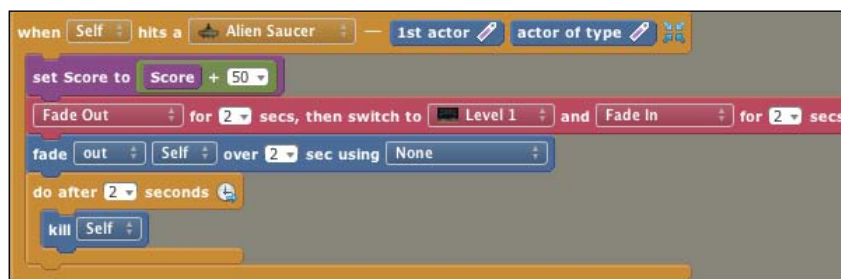 when Self hits a Alien Saucer — 1st actor actor of type
set Score to Score + 50
Fade Out for 2 secs, then switch to Level 1 and Fade In for 2 secs
fade out Self over 2 sec using None
do after 2 seconds
kill Self